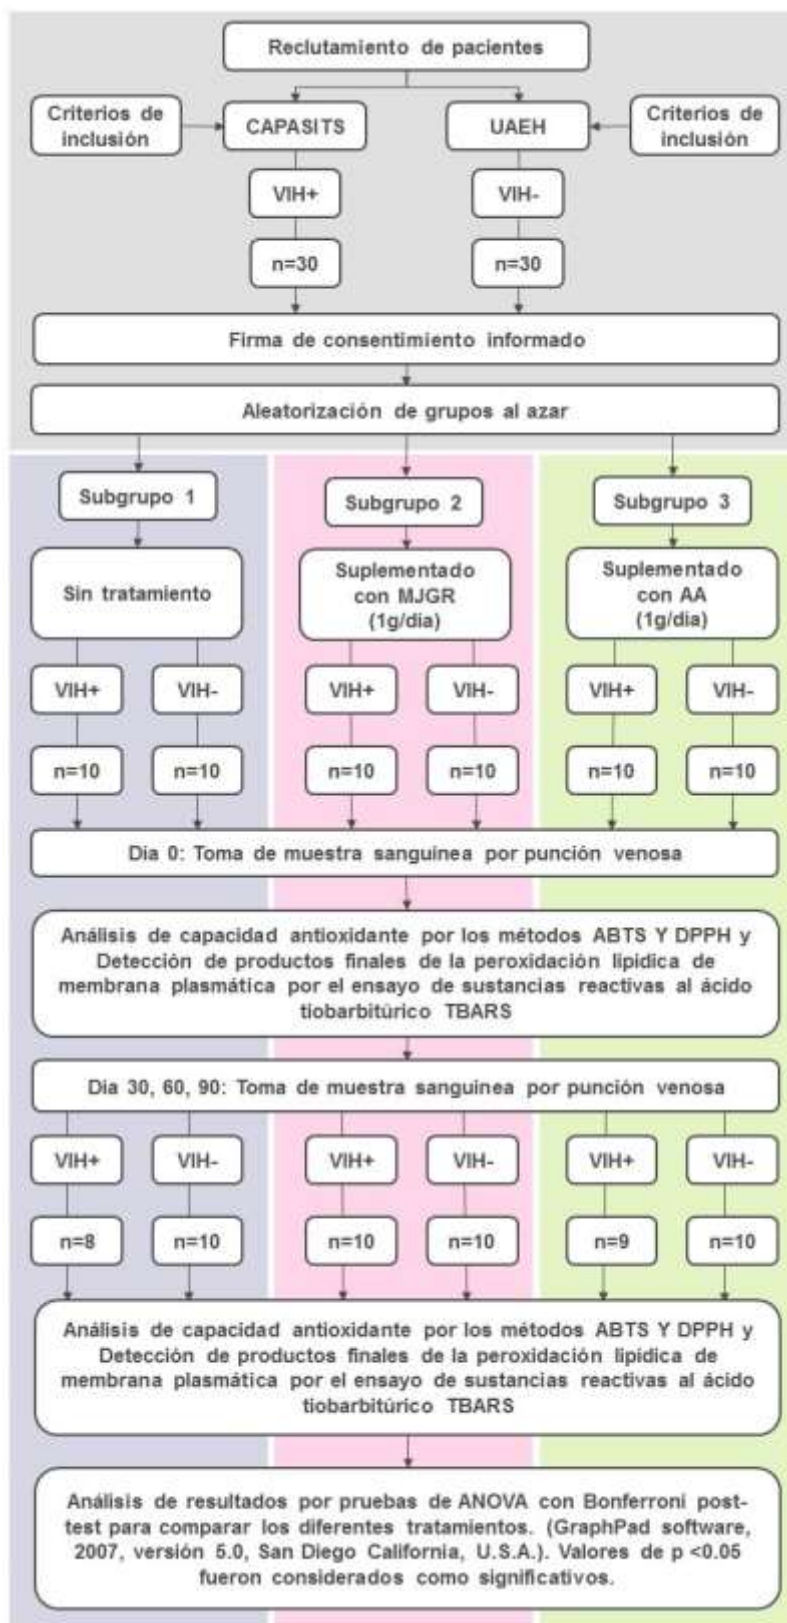 Reclutamiento de pacientes
Criterios de
inclusión
CAPASITS
UAEH
Criterios de
inclusión
VIH+
VIH-
n=30
n=30
Firma de consentimiento informado
Aleatorización de grupos al azar
Subgrupo 1
Subgrupo 2
Subgrupo 3
Sin tratamiento
Suplementado
con MJGR
(1g/día)
Suplementado
con AA
(1g/día)
VIH+
VIH-
VIH+
VIH-
VIH+
VIH-
n=10
n=10
n=10
n=10
n=10
n=10
Día 0: Toma de muestra sanguínea por punción venosa
Análisis de capacidad antioxidante por los métodos ABTS Y DPPH y
Detección de productos finales de la peroxidación lipídica de
membrana plasmática por el ensayo de sustancias reactivas al ácido
tiobarbitúrico TBARS
Día 30, 60, 90: Toma de muestra sanguínea por punción venosa
VIH+
VIH-
VIH+
VIH-
VIH+
VIH-
n=8
n=10
n=10
n=10
n=9
n=10
Análisis de capacidad antioxidante por los métodos ABTS Y DPPH y
Detección de productos finales de la peroxidación lipídica de
membrana plasmática por el ensayo de sustancias reactivas al ácido
tiobarbitúrico TBARS
Análisis de resultados por pruebas de ANOVA con Bonferroni post-
test para comparar los diferentes tratamientos. (GraphPad software,
2007, versión 5.0, San Diego California, U.S.A.). Valores de p <0.05
fueron considerados como significativos.